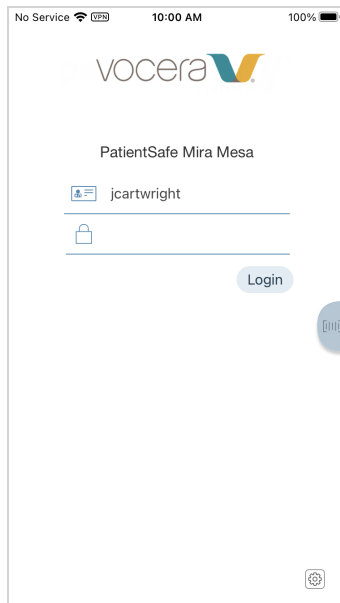 No Service VPN 10:00 AM 100%
vocera
PatientSafe Mira Mesa
jcartwright
Login